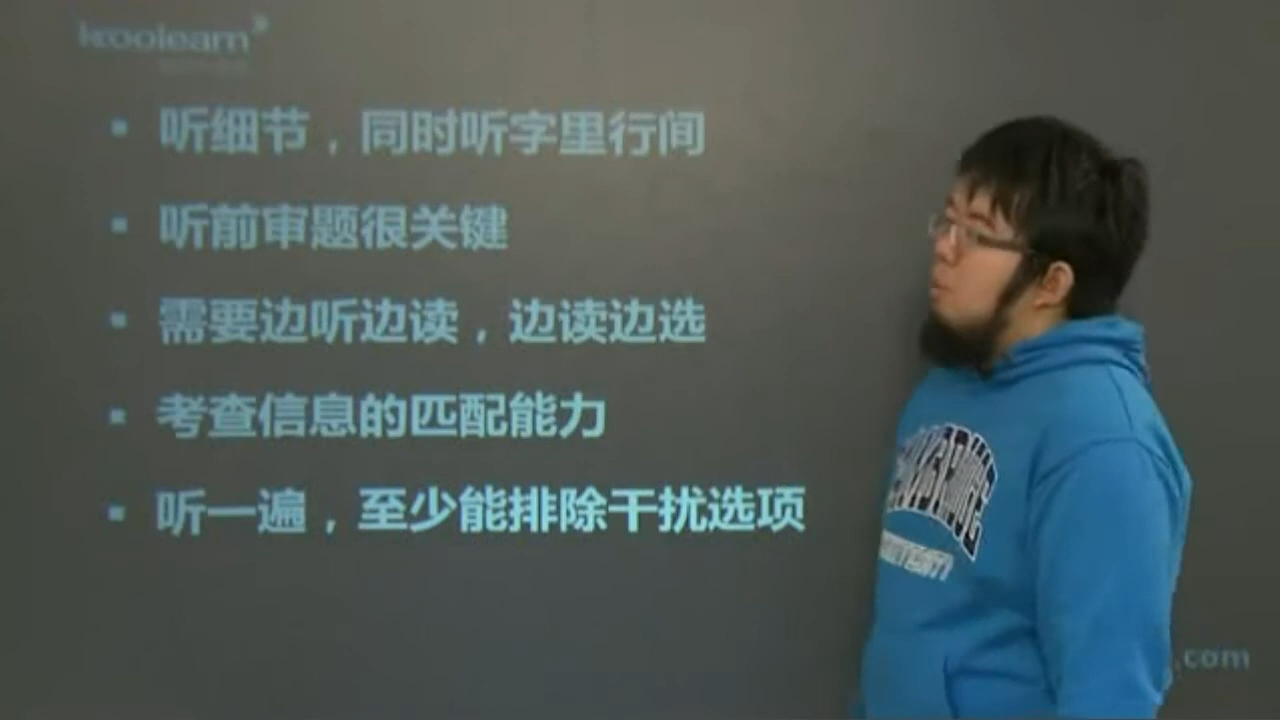 koolearn
听细节，同时听字里行间
听前审题很关键
需要边听边读，边读边选
考查信息的匹配能力
听一遍，至少能排除干扰选项
.com